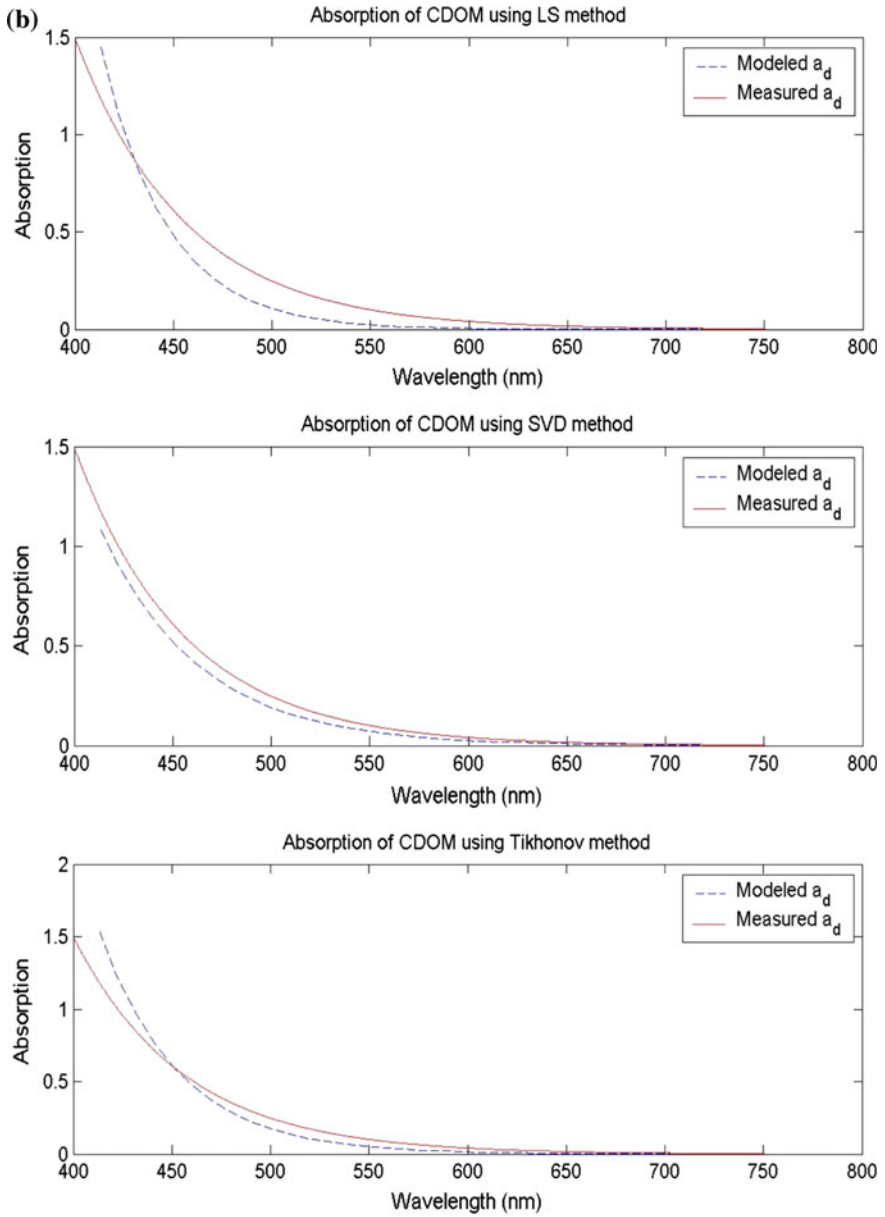 (b)
Absorption of CDOM using LS method
1.5
1
0.5
0
Absorption
Modeled a_d
Measured a_d
400 450 500 550 600 650 700 750 800
Wavelength (nm)
Absorption of CDOM using SVD method
1.5
1
0.5
0
Absorption
Modeled a_d
Measured a_d
400 450 500 550 600 650 700 750 800
Wavelength (nm)
Absorption of CDOM using Tikhonov method
2
1.5
1
0.5
0
Absorption
Modeled a_d
Measured a_d
400 450 500 550 600 650 700 750 800
Wavelength (nm)